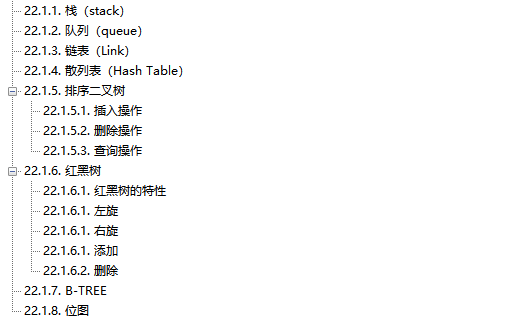 22.1.1. 栈（stack）
22.1.2. 队列（queue）
22.1.3. 链表（Link）
22.1.4. 散列表（Hash Table）
22.1.5. 排序二叉树
22.1.5.1. 插入操作
22.1.5.2. 删除操作
22.1.5.3. 查询操作
22.1.6. 红黑树
22.1.6.1. 红黑树的特性
22.1.6.1. 左旋
22.1.6.1. 右旋
22.1.6.1. 添加
22.1.6.2. 删除
22.1.7. B-TREE
22.1.8. 位图